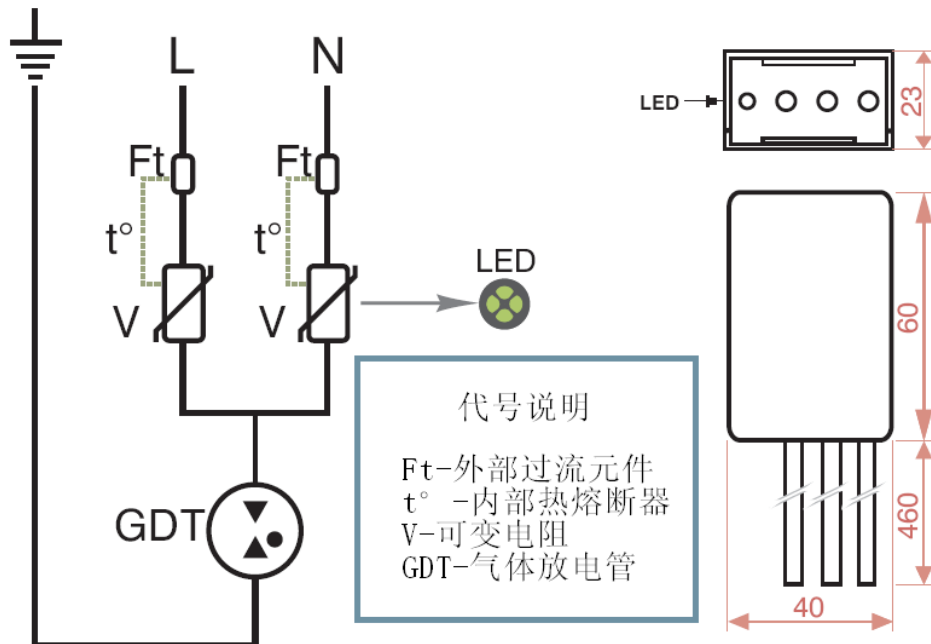 L
N
Ft
Ft
t°
t°
V
V
LED
GDT
代号说明
Ft-外部过流元件
t° -内部热熔断器
V-可变电阻
GDT-气体放电管
LED
23
60
460
40